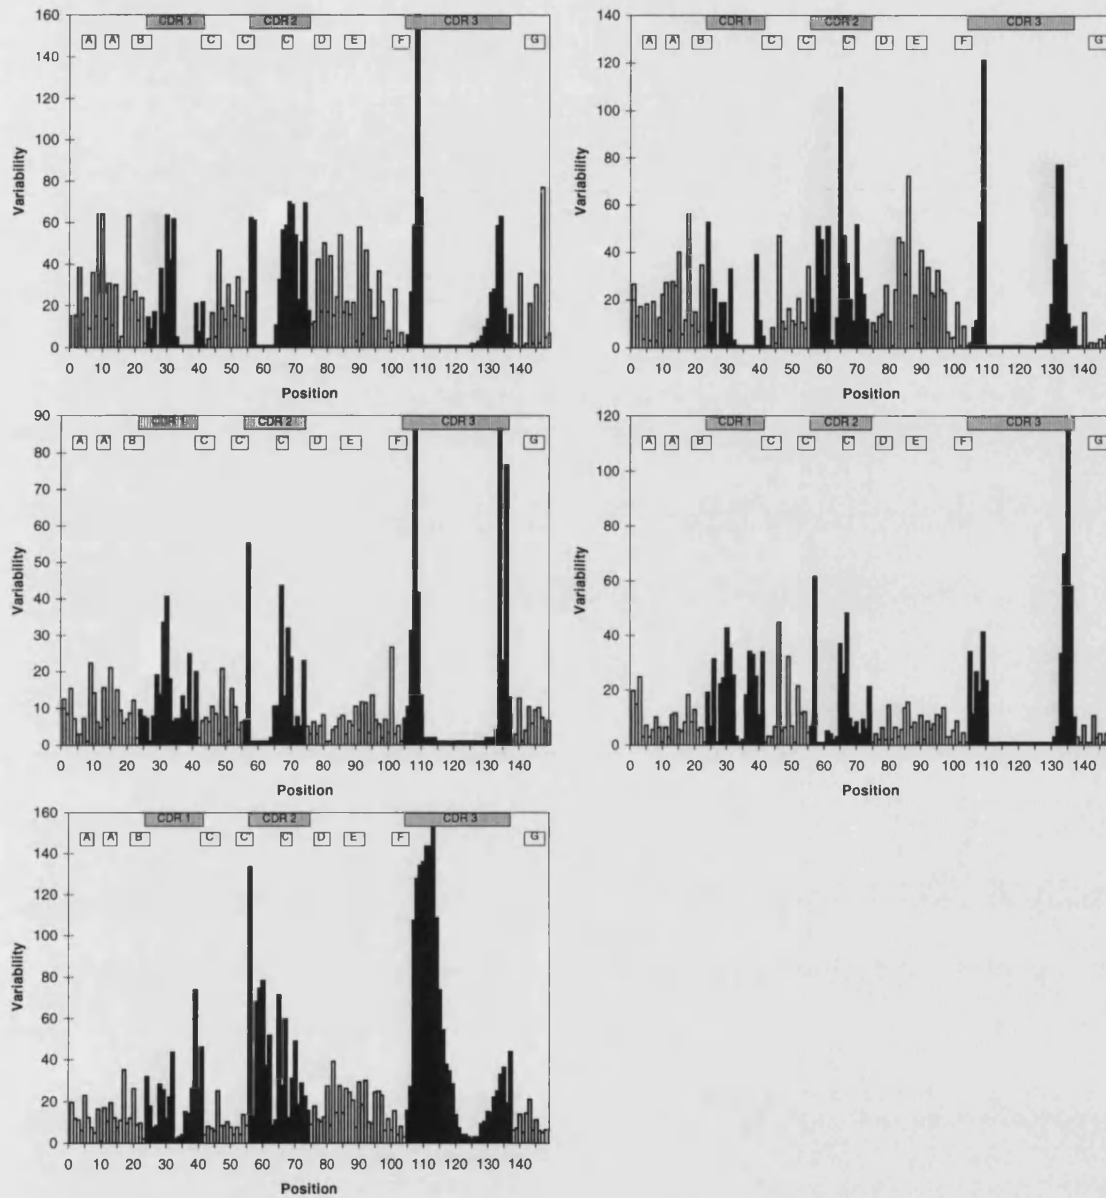 160 140 120 100 80 60 40 20 0
Variability
CDR 1 CDR 2 CDR 3
A A' B C C' C" D E F G
0 10 20 30 40 50 60 70 80 90 100 110 120 130 140
Position
140 120 100 80 60 40 20 0
Variability
CDR 1 CDR 2 CDR 3
A A' B C C' C" D E F G
0 10 20 30 40 50 60 70 80 90 100 110 120 130 140
Position
90 80 70 60 50 40 30 20 10 0
Variability
CDR 1 CDR 2 CDR 3
A A' B C C' C" D E F G
0 10 20 30 40 50 60 70 80 90 100 110 120 130 140
Position
120 100 80 60 40 20 0
Variability
CDR 1 CDR 2 CDR 3
A A' B C C' C" D E F G
0 10 20 30 40 50 60 70 80 90 100 110 120 130 140
Position
160 140 120 100 80 60 40 20 0
Variability
CDR 1 CDR 2 CDR 3
A A' B C C' C" D E F G
0 10 20 30 40 50 60 70 80 90 100 110 120 130 140
Position